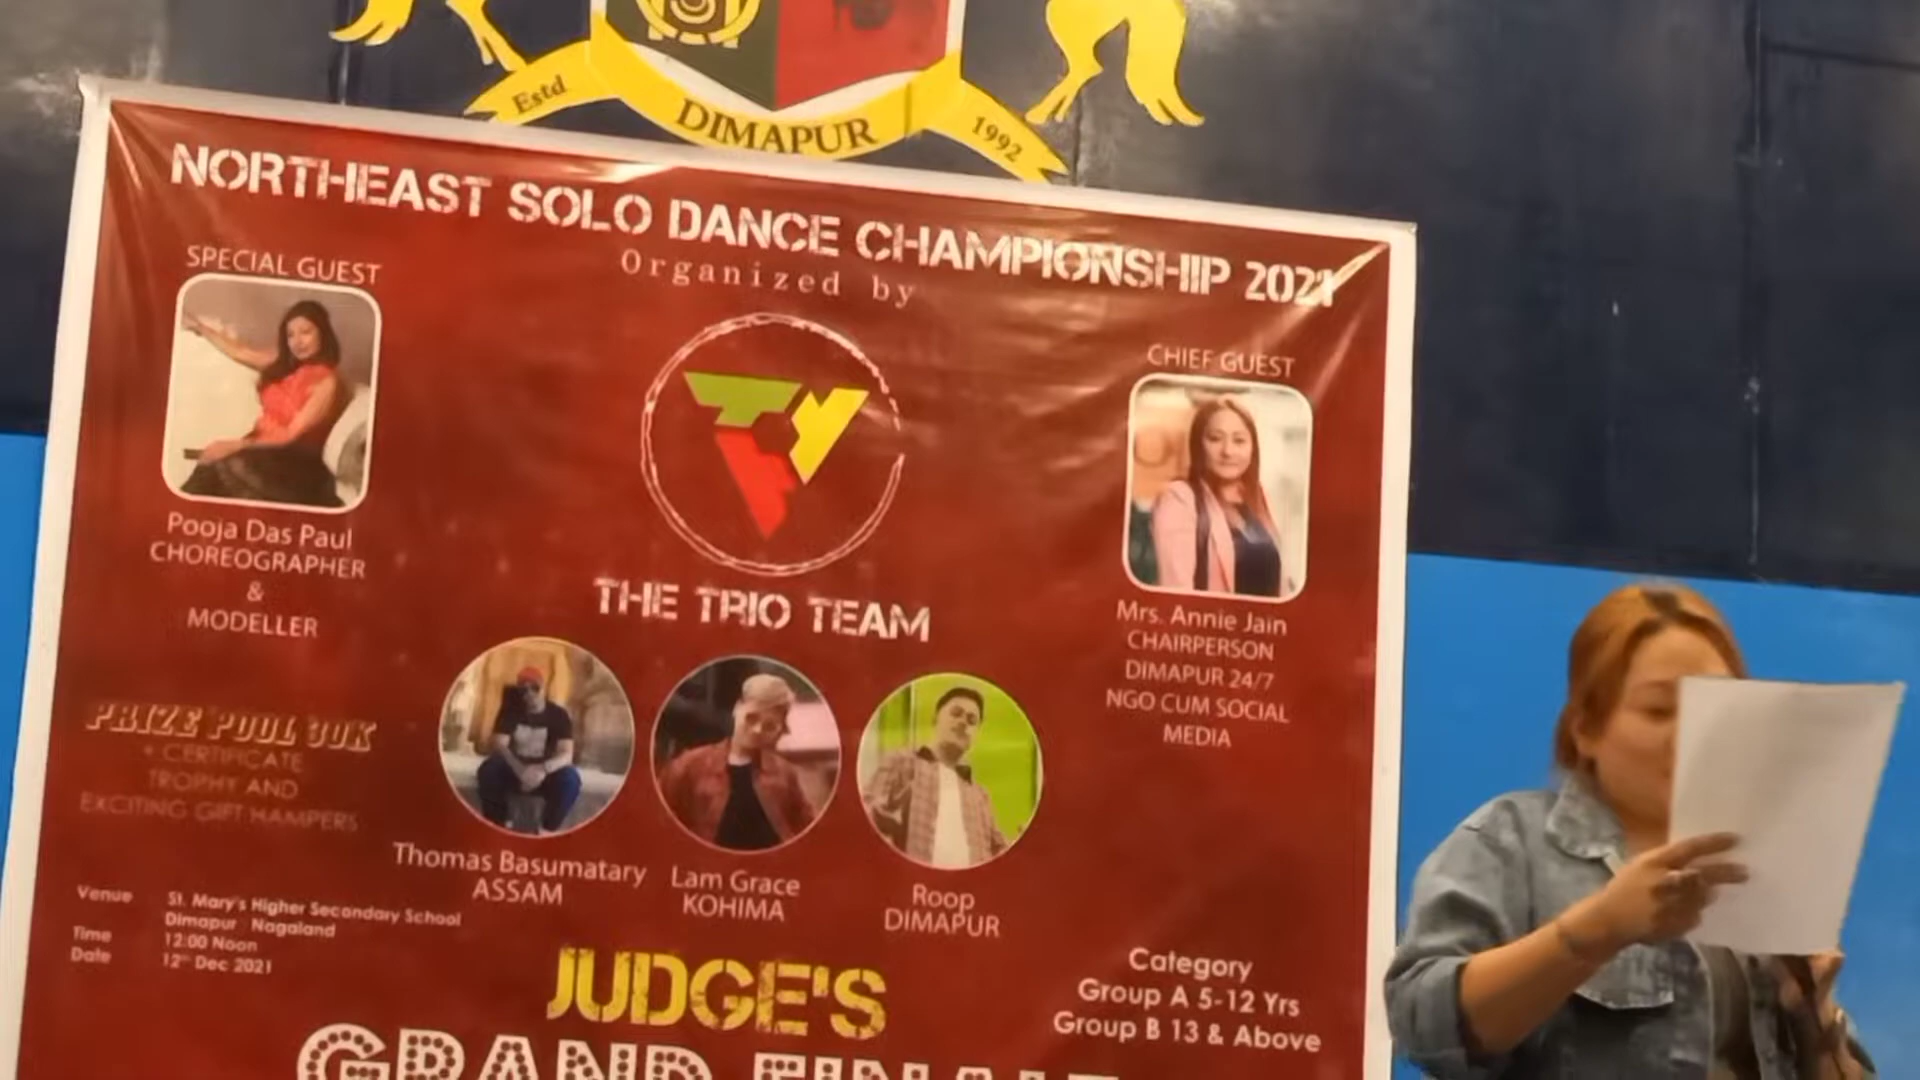 Estd DIMAPUR 1992
NORTHEAST SOLO DANCE CHAMPIONSHIP 2021
Organized by
SPECIAL GUEST
Pooja Das Paul
CHOREOGRAPHER
&
MODELLER
CHIEF GUEST
Mrs. Annie Jain
CHAIRPERSON
DIMAPUR 24/7
NGO CUM SOCIAL
MEDIA
THE TRIO TEAM
PRIZE POOL 30K
+ CERTIFICATE
TROPHY AND
EXCITING GIFT HAMPERS
Thomas Basumatary
ASSAM
Lam Grace
KOHIMA
Roop
DIMAPUR
Venue St. Mary's Higher Secondary School
Dimapur Nagaland
Time 12:00 Noon
Date 12th Dec 2021
JUDGE'S
GRAND FINALE
Category
Group A 5-12 Yrs
Group B 13 & Above